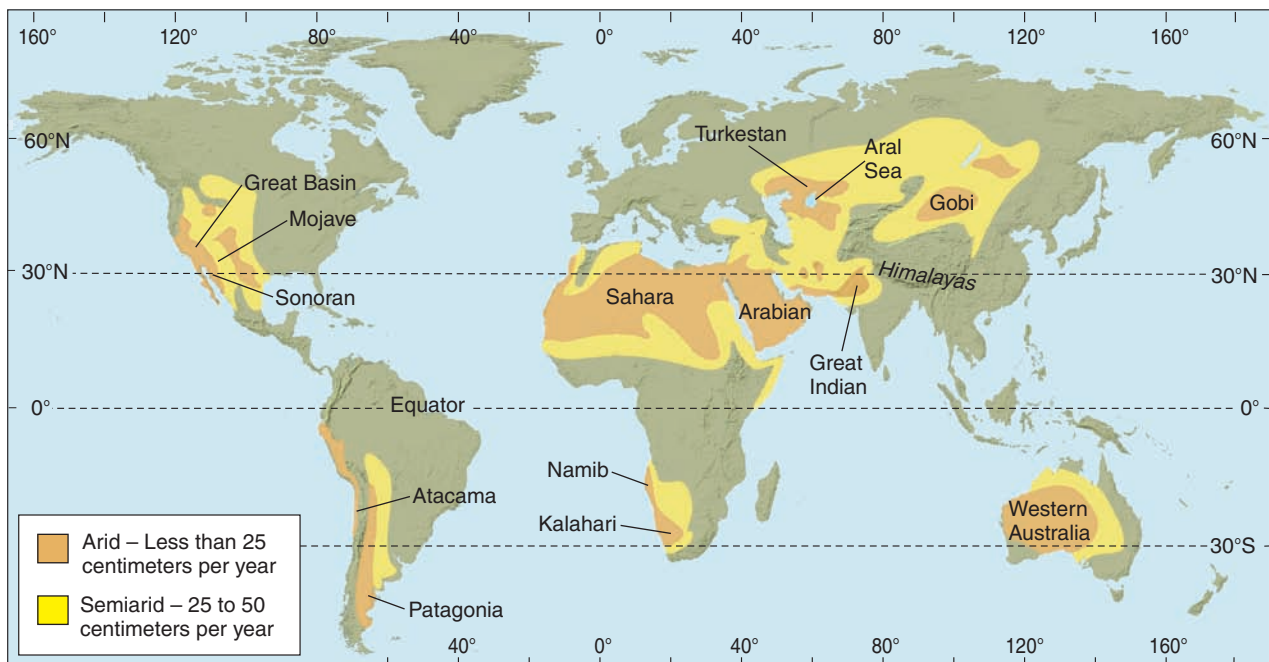 160° 120° 80° 40° 0° 40° 80° 120° 160°
60°N
60°N
Turkestan
Aral
Sea
Great Basin
Mojave
Gobi
30°N
30°N
Himalayas
Sonoran
Sahara
Arabian
Great
Indian
Equator
0°
0°
Namib
Atacama
Kalahari
Western
Australia
30°S
30°S
Patagonia
Arid – Less than 25
centimeters per year
Semiarid – 25 to 50
centimeters per year
40° 0° 40° 80° 120° 160°